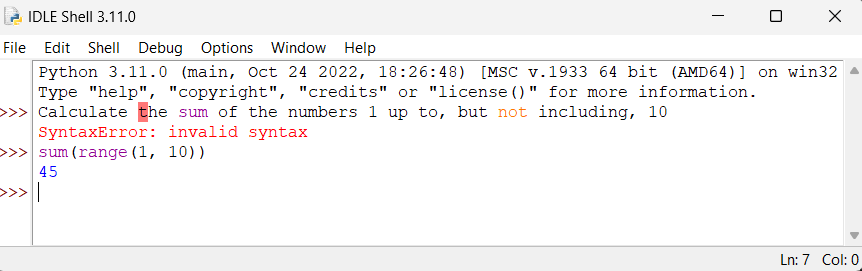 IDLE Shell 3.11.0
File Edit Shell Debug Options Window Help
Python 3.11.0 (main, Oct 24 2022, 18:26:48) [MSC v.1933 64 bit (AMD64)] on win32
Type "help", "copyright", "credits" or "license()" for more information.
>>> Calculate the sum of the numbers 1 up to, but not including, 10
SyntaxError: invalid syntax
>>> sum(range(1, 10))
45
>>>
Ln: 7 Col: 0